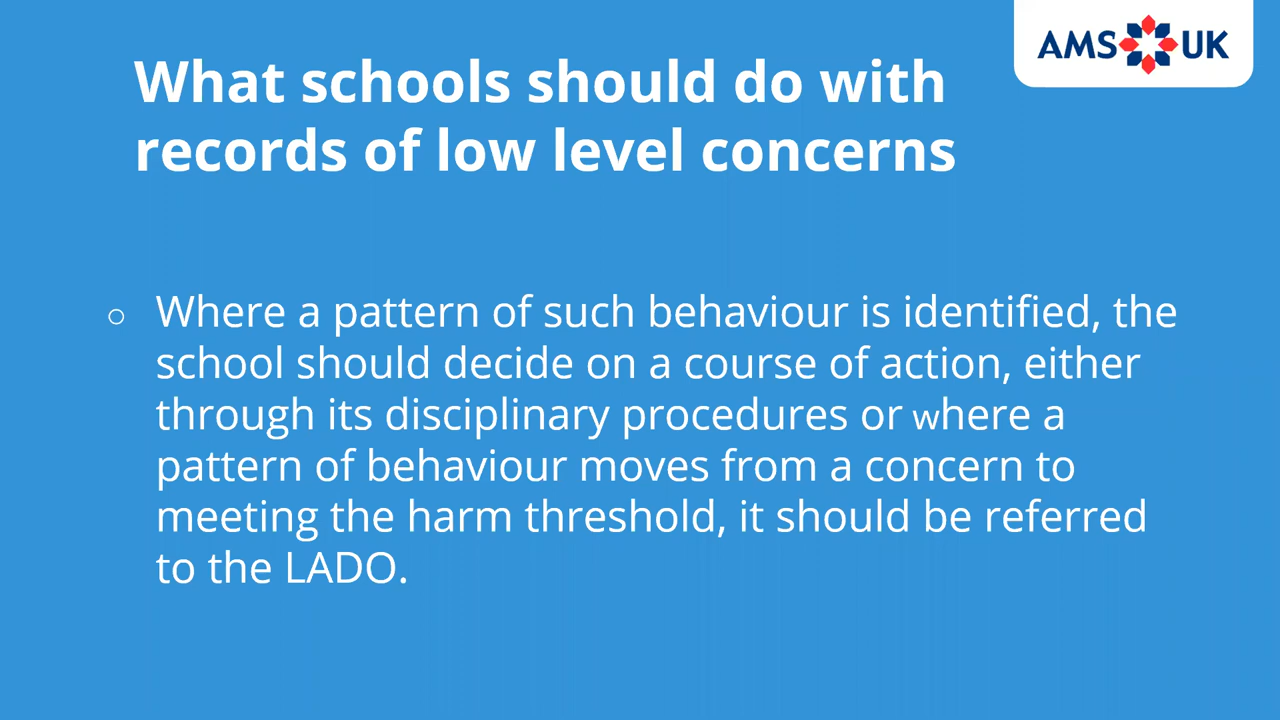 AMS UK
What schools should do with
records of low level concerns
○ Where a pattern of such behaviour is identified, the
school should decide on a course of action, either
through its disciplinary procedures or where a
pattern of behaviour moves from a concern to
meeting the harm threshold, it should be referred
to the LADO.